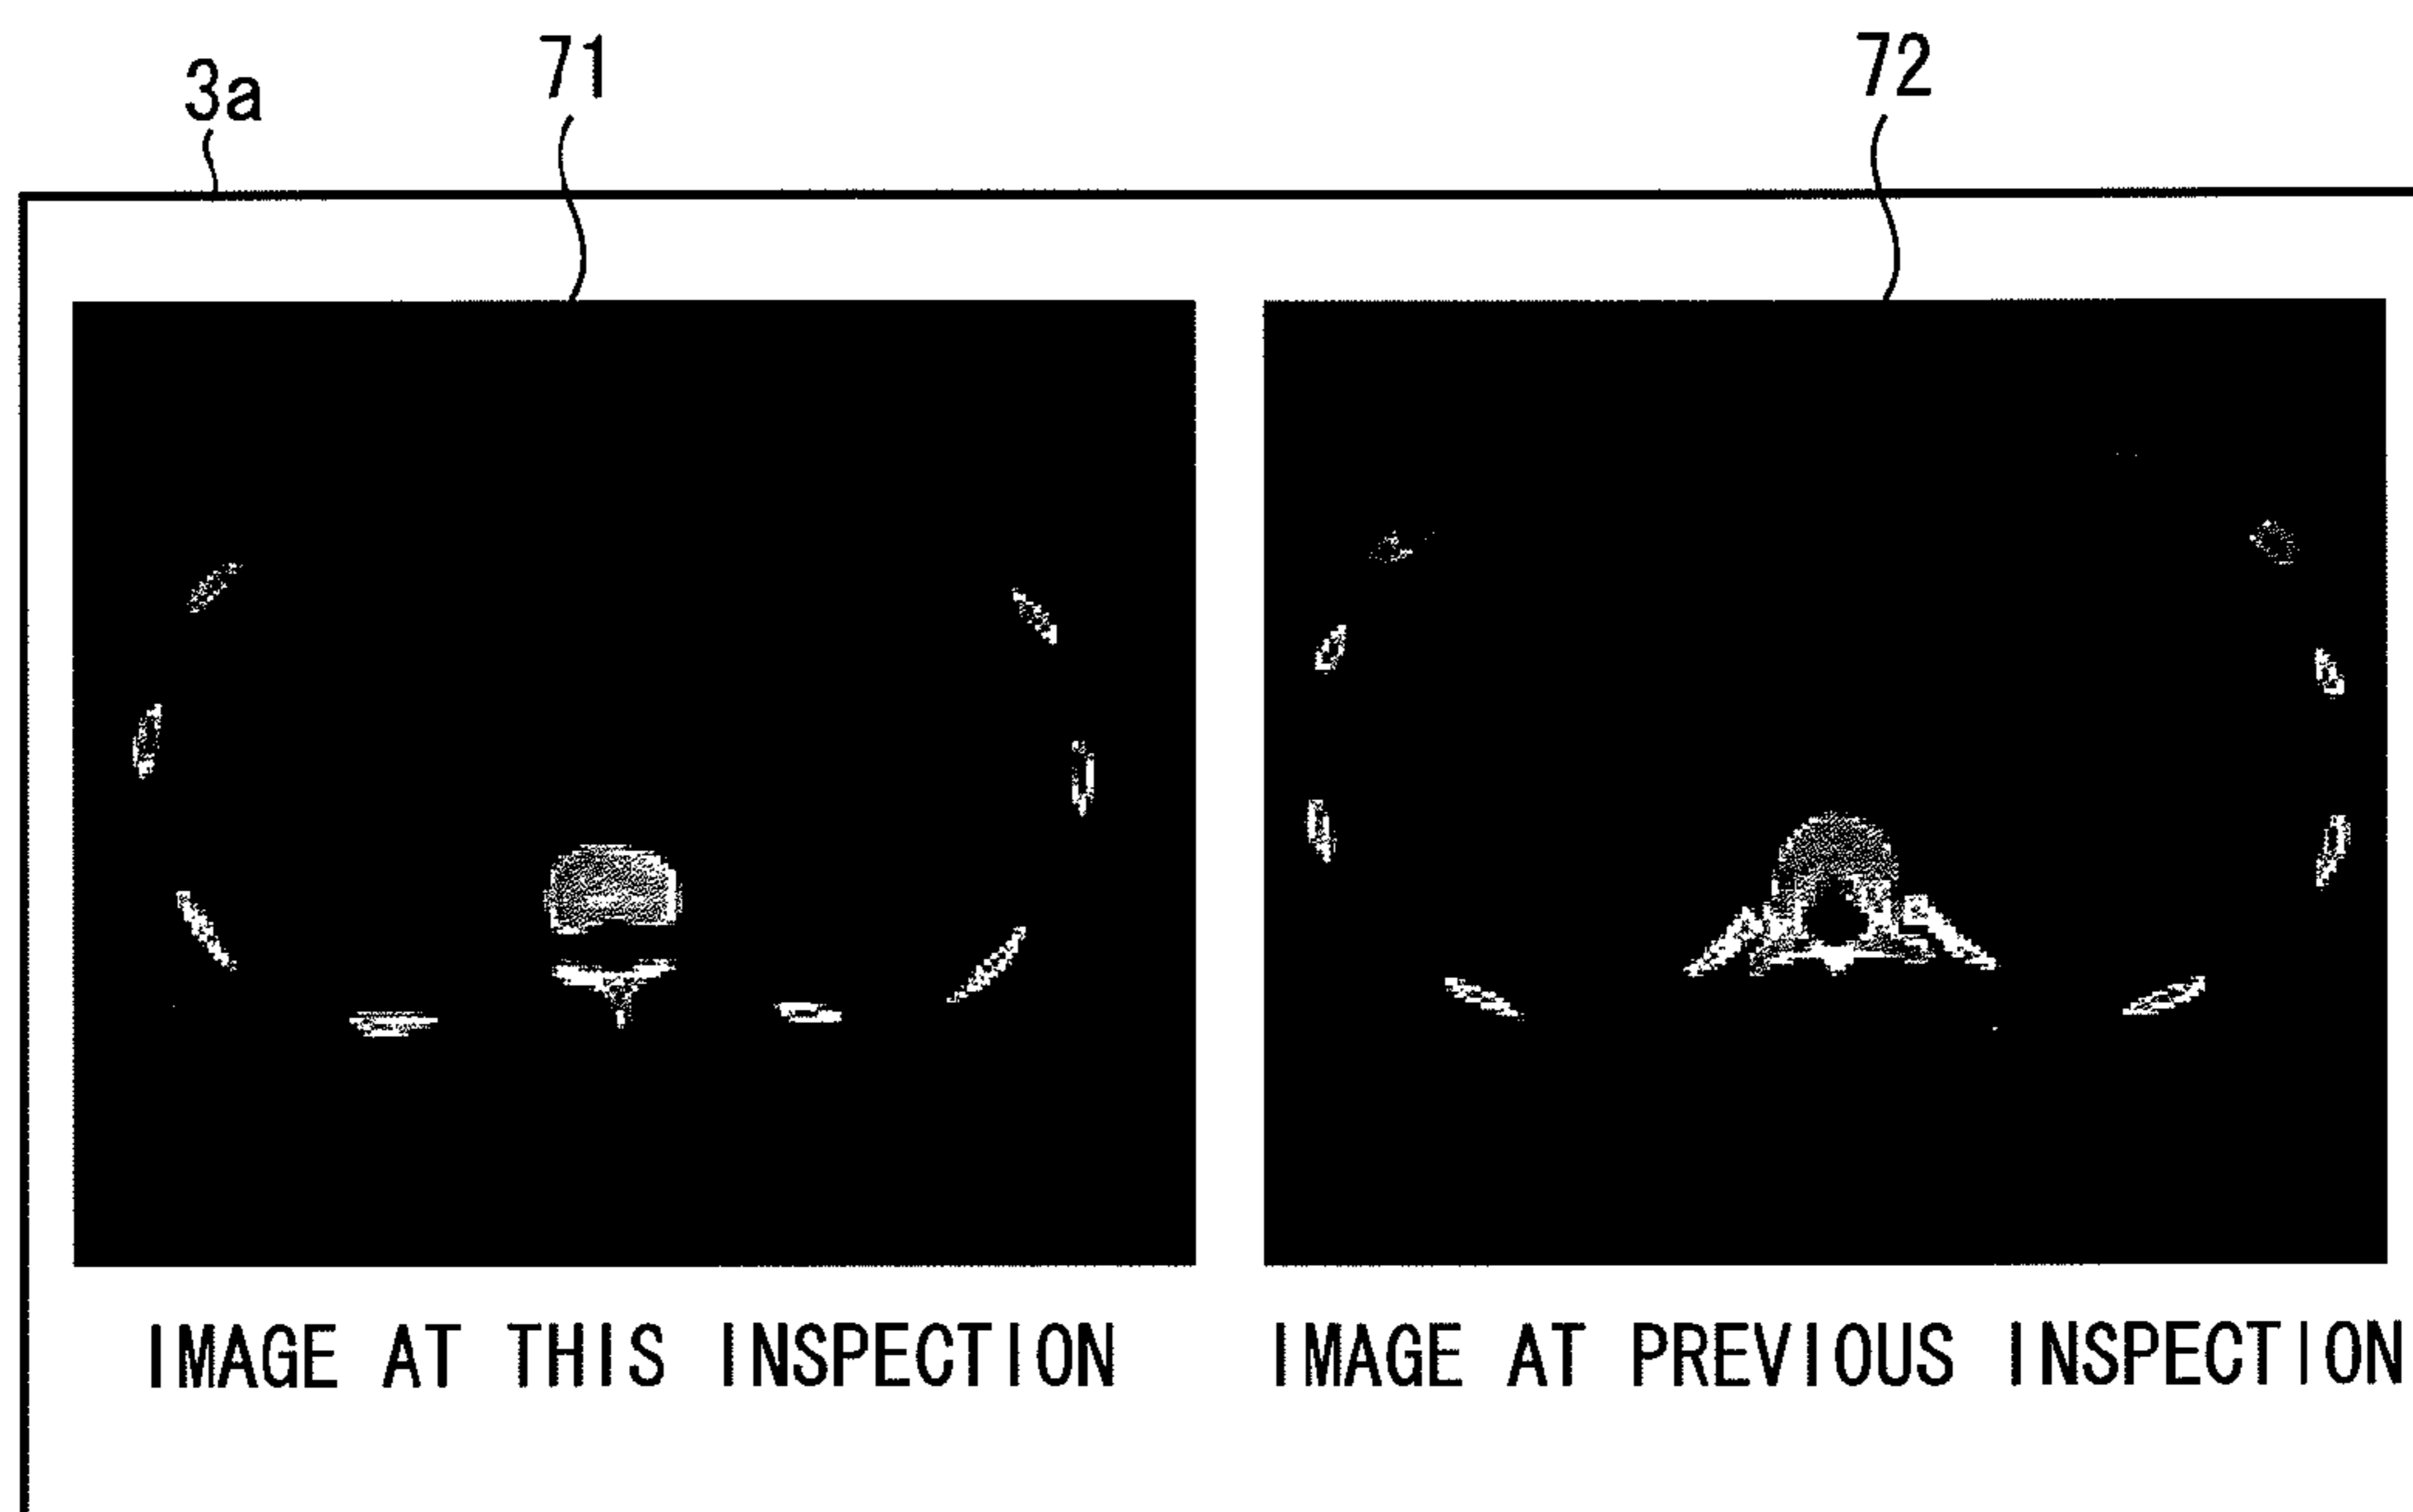 3a 71 72
IMAGE AT THIS INSPECTION
IMAGE AT PREVIOUS INSPECTION